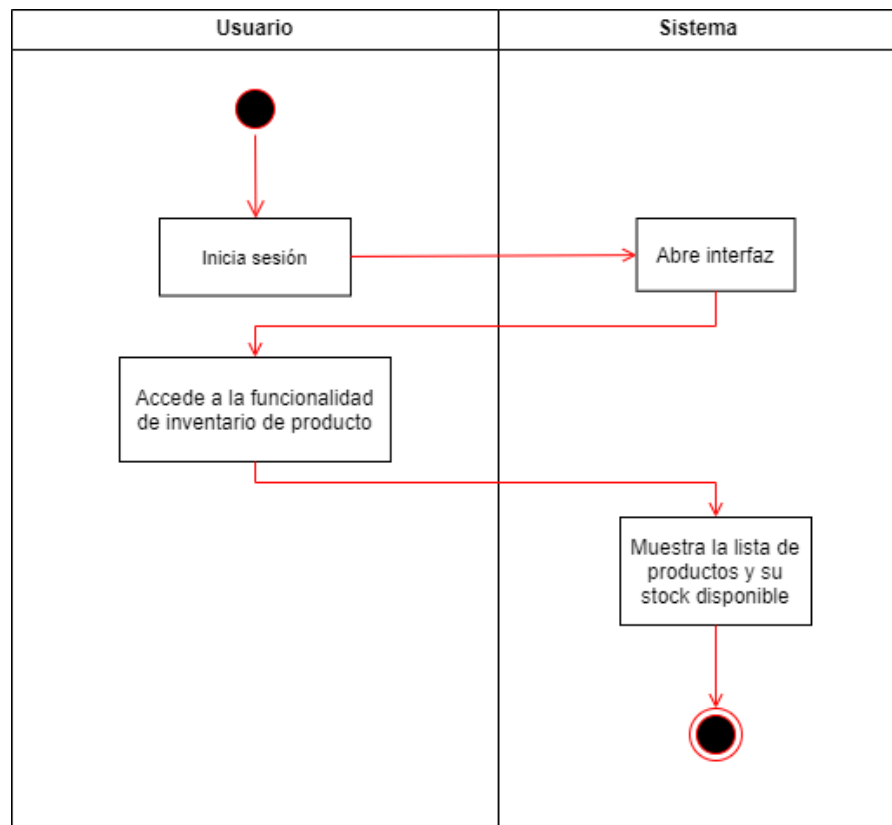 Usuario
Sistema
Inicia sesión
Abre interfaz
Accede a la funcionalidad
de inventario de producto
Muestra la lista de
productos y su
stock disponible